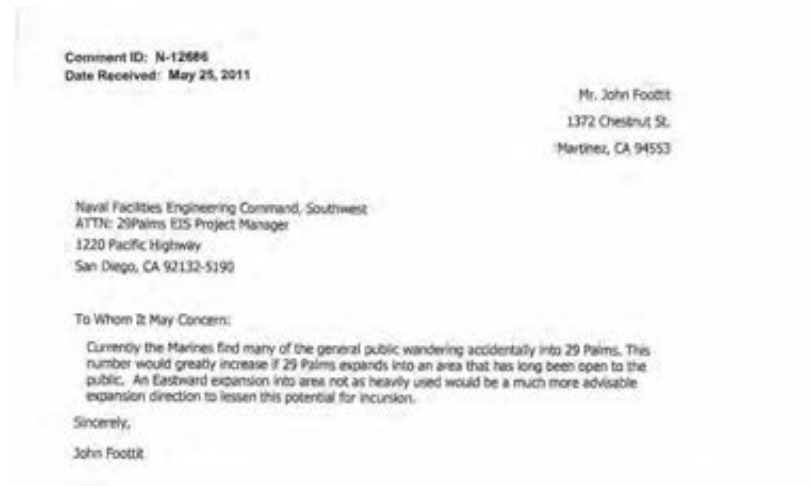 Comment ID: N-12686
Date Received: May 25, 2011
Mr. John Foottit
1372 Chestnut St.
Martinez, CA 94553
Naval Facilities Engineering Command, Southwest
ATTN: 29Palms EIS Project Manager
1220 Pacific Highway
San Diego, CA 92132-5190
To Whom It May Concern:
Currently the Marines find many of the general public wandering accidentally into 29 Palms. This
number would greatly increase if 29 Palms expands into an area that has long been open to the
public. An Eastward expansion into area not as heavily used would be a much more advisable
expansion direction to lessen this potential for incursion.
Sincerely,
John Foottit